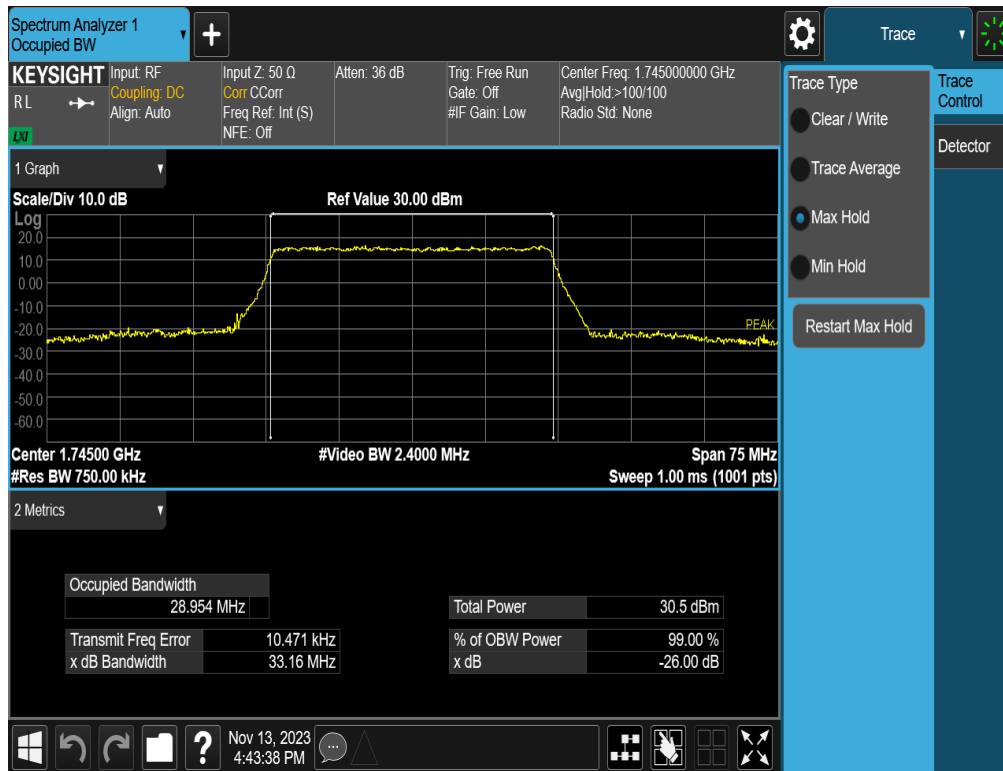 Spectrum Analyzer 1
Occupied BW
+
Trace
KEYSIGHT
RL
LXI
Input: RF
Coupling: DC
Align: Auto
Input Z: 50 Ω
Corr CCorr
Freq Ref: Int (S)
NFE: Off
Atten: 36 dB
Trig: Free Run
Gate: Off
#IF Gain: Low
Center Freq: 1.745000000 GHz
Avg|Hold:>100/100
Radio Std: None
Trace Type
Clear / Write
Trace Average
Max Hold
Min Hold
Restart Max Hold
Trace
Control
Detector
1 Graph
Scale/Div 10.0 dB
Ref Value 30.00 dBm
Log
20.0
10.0
0.00
-10.0
-20.0
-30.0
-40.0
-50.0
-60.0
PEAK
Center 1.74500 GHz
#Video BW 2.4000 MHz
Span 75 MHz
#Res BW 750.00 kHz
Sweep 1.00 ms (1001 pts)
2 Metrics
Occupied Bandwidth
28.954 MHz
Total Power 30.5 dBm
Transmit Freq Error 10.471 kHz
% of OBW Power 99.00 %
x dB Bandwidth 33.16 MHz
x dB -26.00 dB
?
Nov 13, 2023
4:43:38 PM